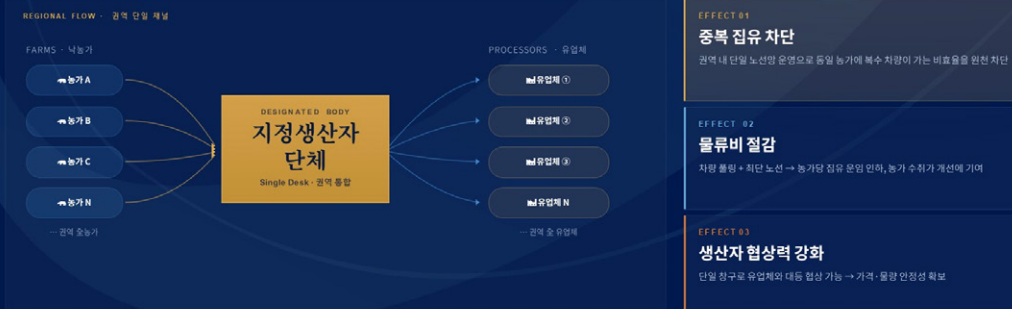 REGIONAL FLOW · 권역 단일 채널
FARMS · 낙농가
농가 A
농가 B
농가 C
농가 N
— 권역 全농가
DESIGNATED BODY
지정생산자
단체
Single Desk · 권역 통합
PROCESSORS · 유업체
유업체 ①
유업체 ②
유업체 ③
유업체 N
— 권역 全 유업체
EFFECT 01
중복 집유 차단
권역 내 단일 노선망 운영으로 동일 농가에 복수 차량이 가는 비효율을 원천 차단
EFFECT 02
물류비 절감
차량 풀링 + 최단 노선 → 농가당 집유 운임 인하, 농가 수취가 개선에 기여
EFFECT 03
생산자 협상력 강화
단일 창구로 유업체와 대등 협상 가능 → 가격·물량 안정성 확보